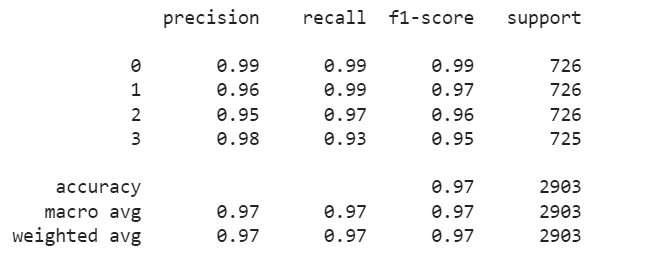 precision recall f1-score support
0 0.99 0.99 0.99 726
1 0.96 0.99 0.97 726
2 0.95 0.97 0.96 726
3 0.98 0.93 0.95 725
accuracy 0.97 2903
macro avg 0.97 0.97 0.97 2903
weighted avg 0.97 0.97 0.97 2903